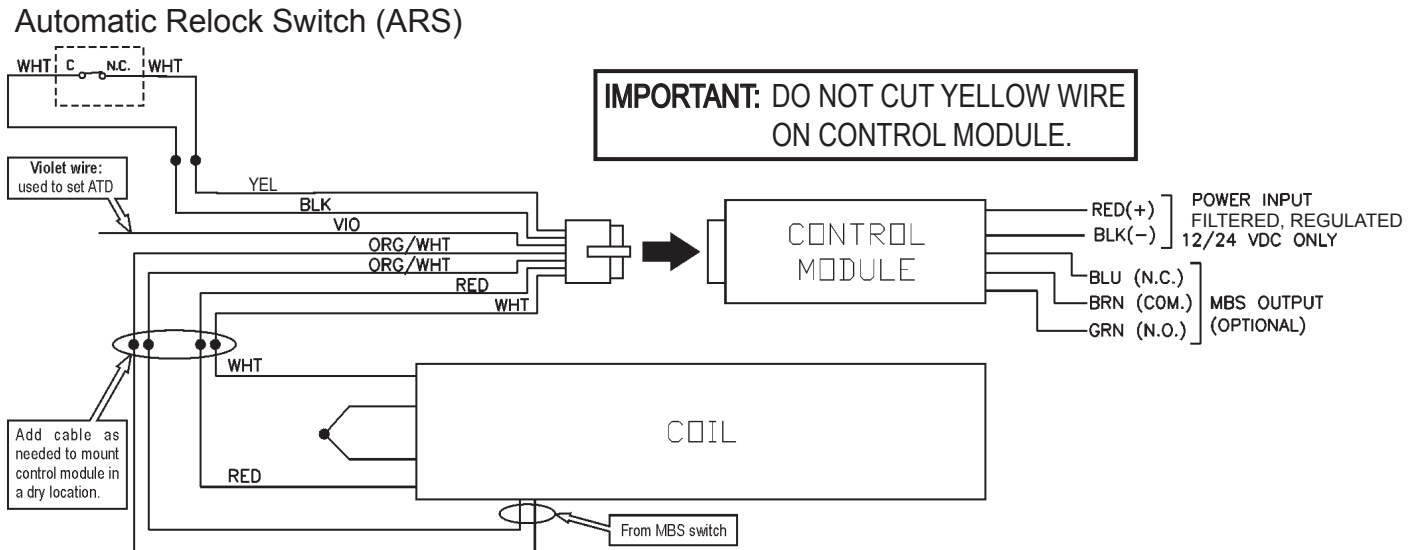 Automatic Relock Switch (ARS)
WHT C N.C. WHT
IMPORTANT: DO NOT CUT YELLOW WIRE
ON CONTROL MODULE.
Violet wire:
used to set ATD
YEL
BLK
VIO
ORG/WHT
ORG/WHT
RED
WHT
CONTROL
MODULE
RED(+)
BLK(-)
POWER INPUT
FILTERED, REGULATED
12/24 VDC ONLY
BLU (N.C.)
BRN (COM.)
GRN (N.O.)
MBS OUTPUT
(OPTIONAL)
WHT
COIL
RED
Add cable as
needed to mount
control module in
a dry location.
From MBS switch